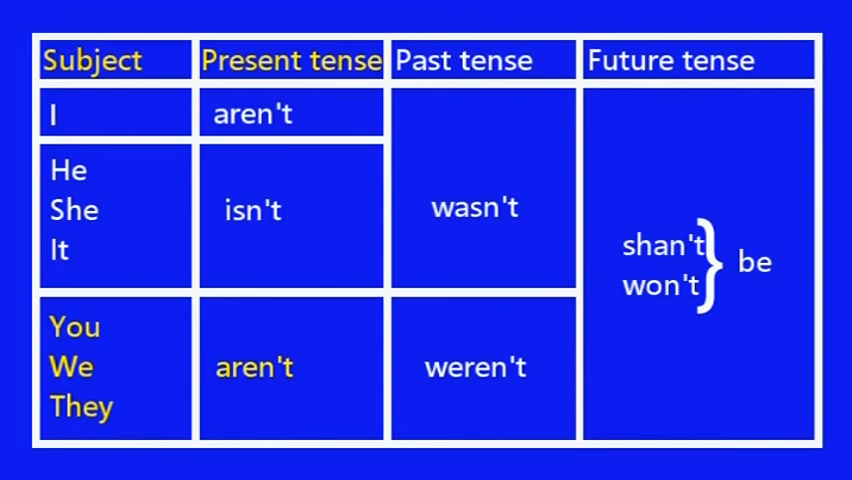 Subject Present tense Past tense Future tense
I aren't
He
She
It
isn't
wasn't
You
We
They
aren't
weren't
shan't
won't
} be